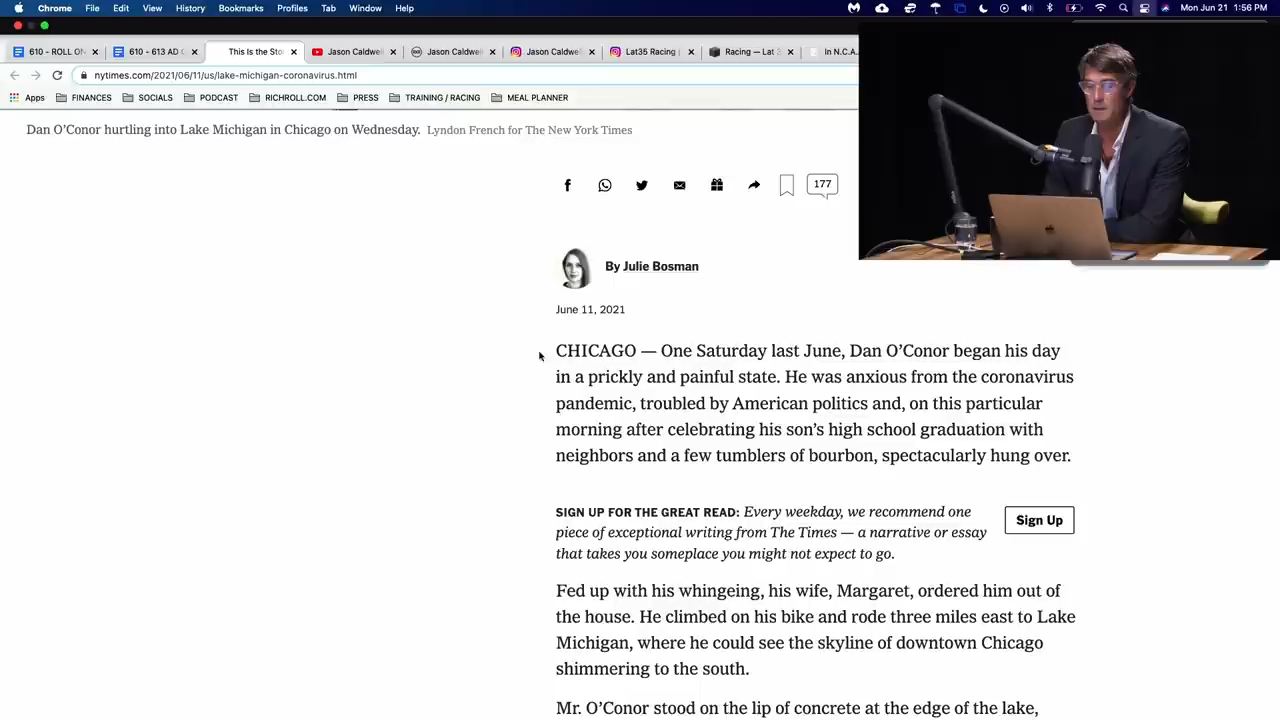 Chrome File Edit View History Bookmarks Profiles Tab Window Help Mon Jun 21 1:56 PM
610 - ROLL ON 610 - 613 AD This Is the Sto Jason Caldwe Jason Caldwe Jason Caldwe Lat35 Racing Racing — Lat 3 In N.C.A.
nytimes.com/2021/06/11/us/lake-michigan-coronavirus.html
Apps FINANCES SOCIALS PODCAST RICHROLL.COM PRESS TRAINING / RACING MEAL PLANNER
Dan O’Conor hurtling into Lake Michigan in Chicago on Wednesday. Lyndon French for The New York Times
177
By Julie Bosman
June 11, 2021
CHICAGO — One Saturday last June, Dan O’Conor began his day
in a prickly and painful state. He was anxious from the coronavirus
pandemic, troubled by American politics and, on this particular
morning after celebrating his son’s high school graduation with
neighbors and a few tumblers of bourbon, spectacularly hung over.
SIGN UP FOR THE GREAT READ: Every weekday, we recommend one
piece of exceptional writing from The Times — a narrative or essay
that takes you someplace you might not expect to go.
Sign Up
Fed up with his whingeing, his wife, Margaret, ordered him out of
the house. He climbed on his bike and rode three miles east to Lake
Michigan, where he could see the skyline of downtown Chicago
shimmering to the south.
Mr. O’Conor stood on the lip of concrete at the edge of the lake,